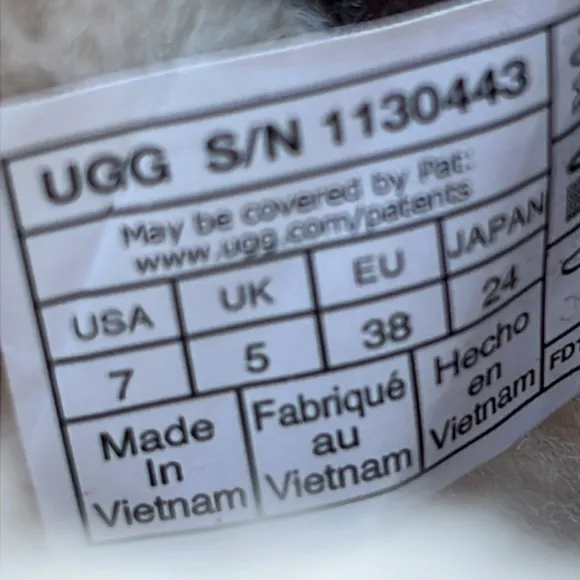 UGG S/N 1130443
May be covered by Pat:
www.ugg.com/patents
USA UK EU JAPAN
7 5 38 24
Made
In
Vietnam
Fabriqué
au
Vietnam
Hecho
en
Vietnam